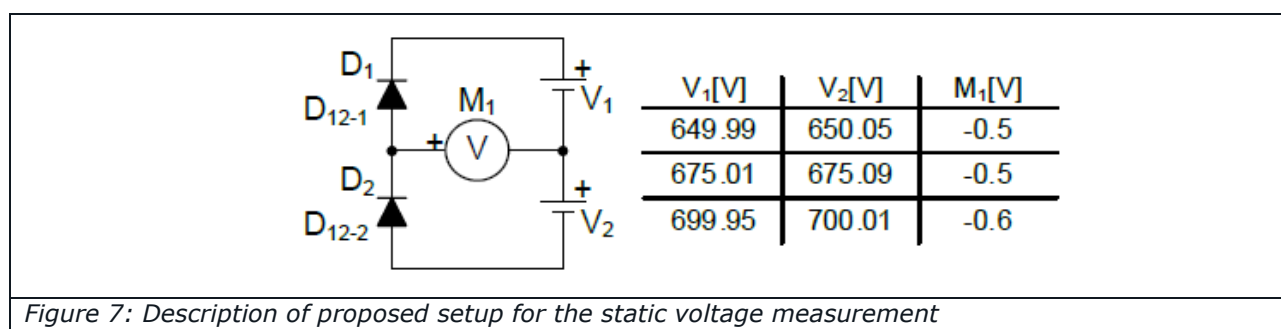 D₁
D₁₂₋₁
M₁
+
V
+
V₁
D₂
D₁₂₋₂
+
V₂
V₁[V] V₂[V] M₁[V]
649.99 650.05 -0.5
675.01 675.09 -0.5
699.95 700.01 -0.6
Figure 7: Description of proposed setup for the static voltage measurement